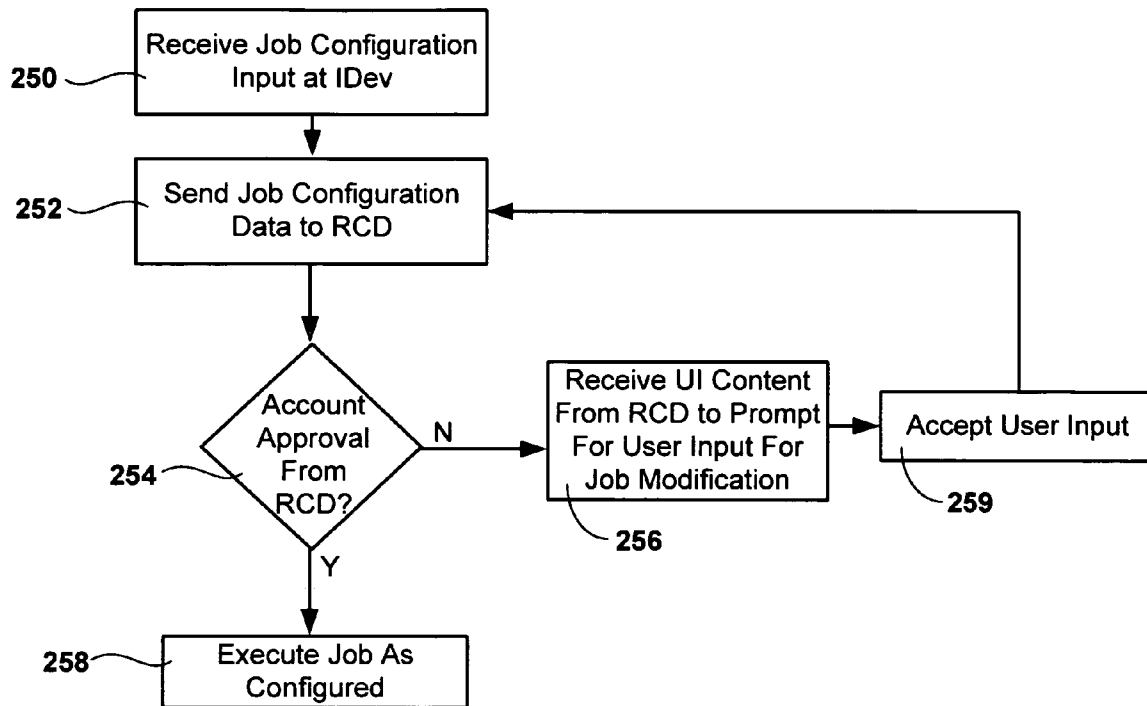 Receive Job Configuration
Input at IDev
250
Send Job Configuration
Data to RCD
252
Account
Approval
From
RCD?
254
N
Receive UI Content
From RCD to Prompt
For User Input For
Job Modification
256
Accept User Input
259
Y
Execute Job As
Configured
258